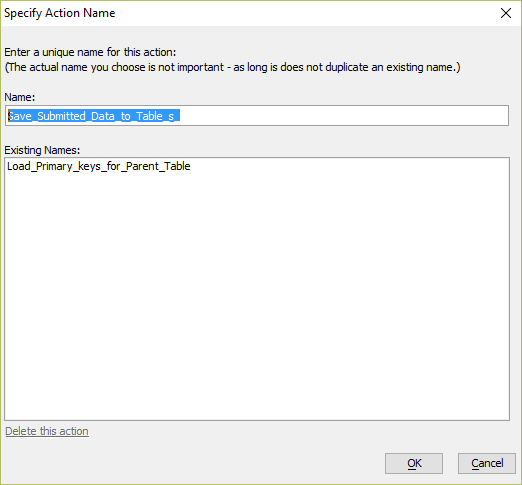 Specify Action Name
Enter a unique name for this action:
(The actual name you choose is not important - as long is does not duplicate an existing name.)
Name:
Save_Submitted_Data_to_Table_s_
Existing Names:
Load_Primary_keys_for_Parent_Table
Delete this action
OK
Cancel